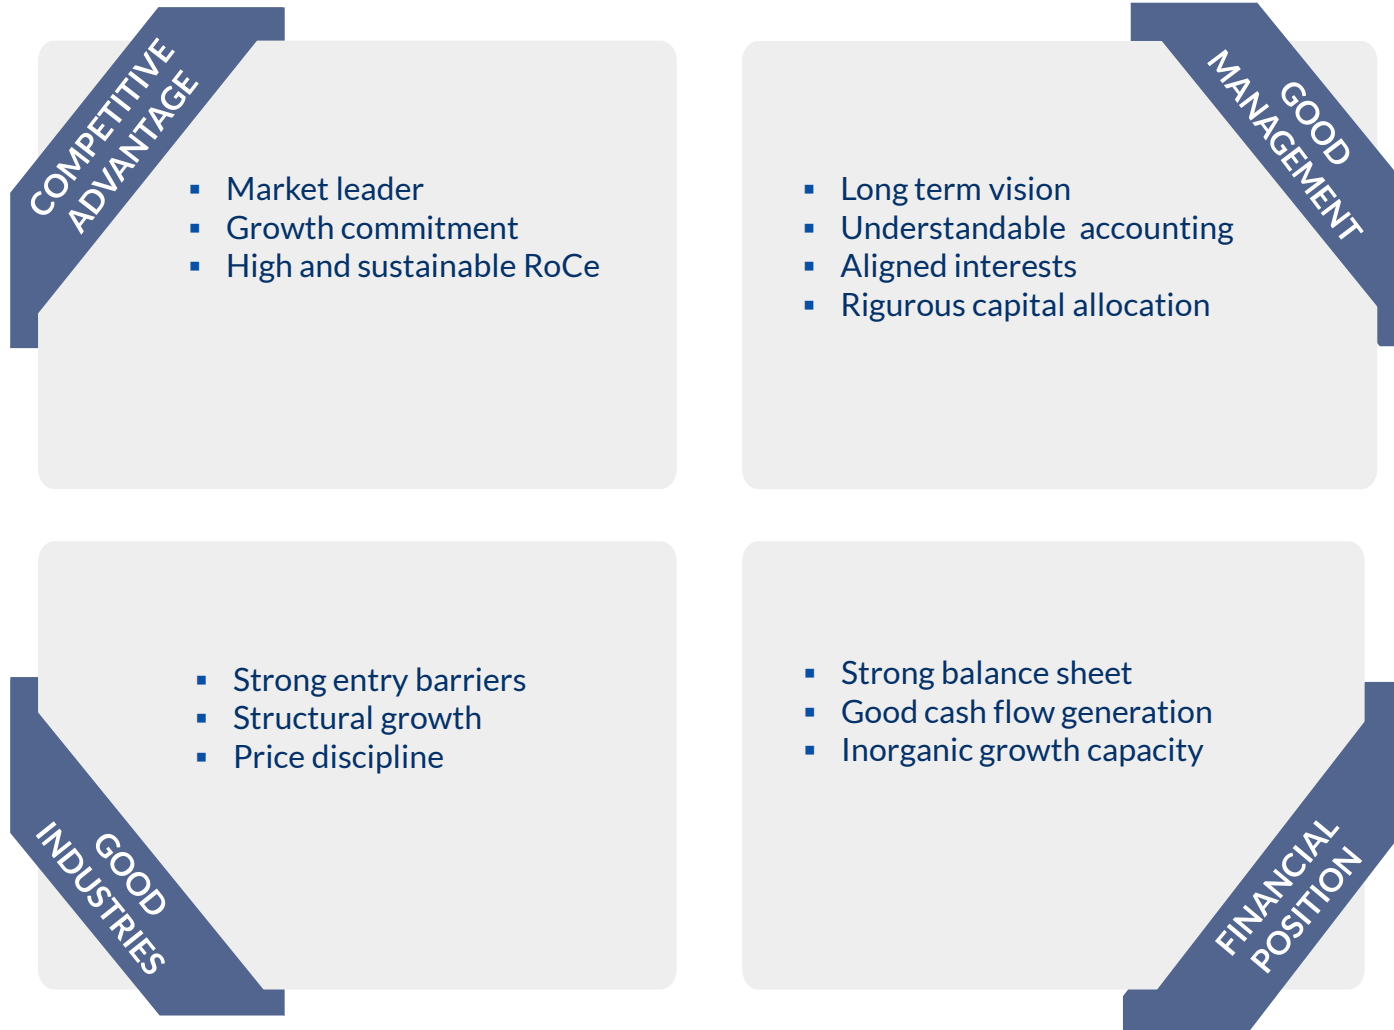 COMPETITIVE
ADVANTAGE
▪ Market leader
▪ Growth commitment
▪ High and sustainable RoCe
GOOD
MANAGEMENT
▪ Long term vision
▪ Understandable  accounting
▪ Aligned interests
▪ Rigurous capital allocation
GOOD
INDUSTRIES
▪ Strong entry barriers
▪ Structural growth
▪ Price discipline
FINANCIAL
POSITION
▪ Strong balance sheet
▪ Good cash flow generation
▪ Inorganic growth capacity